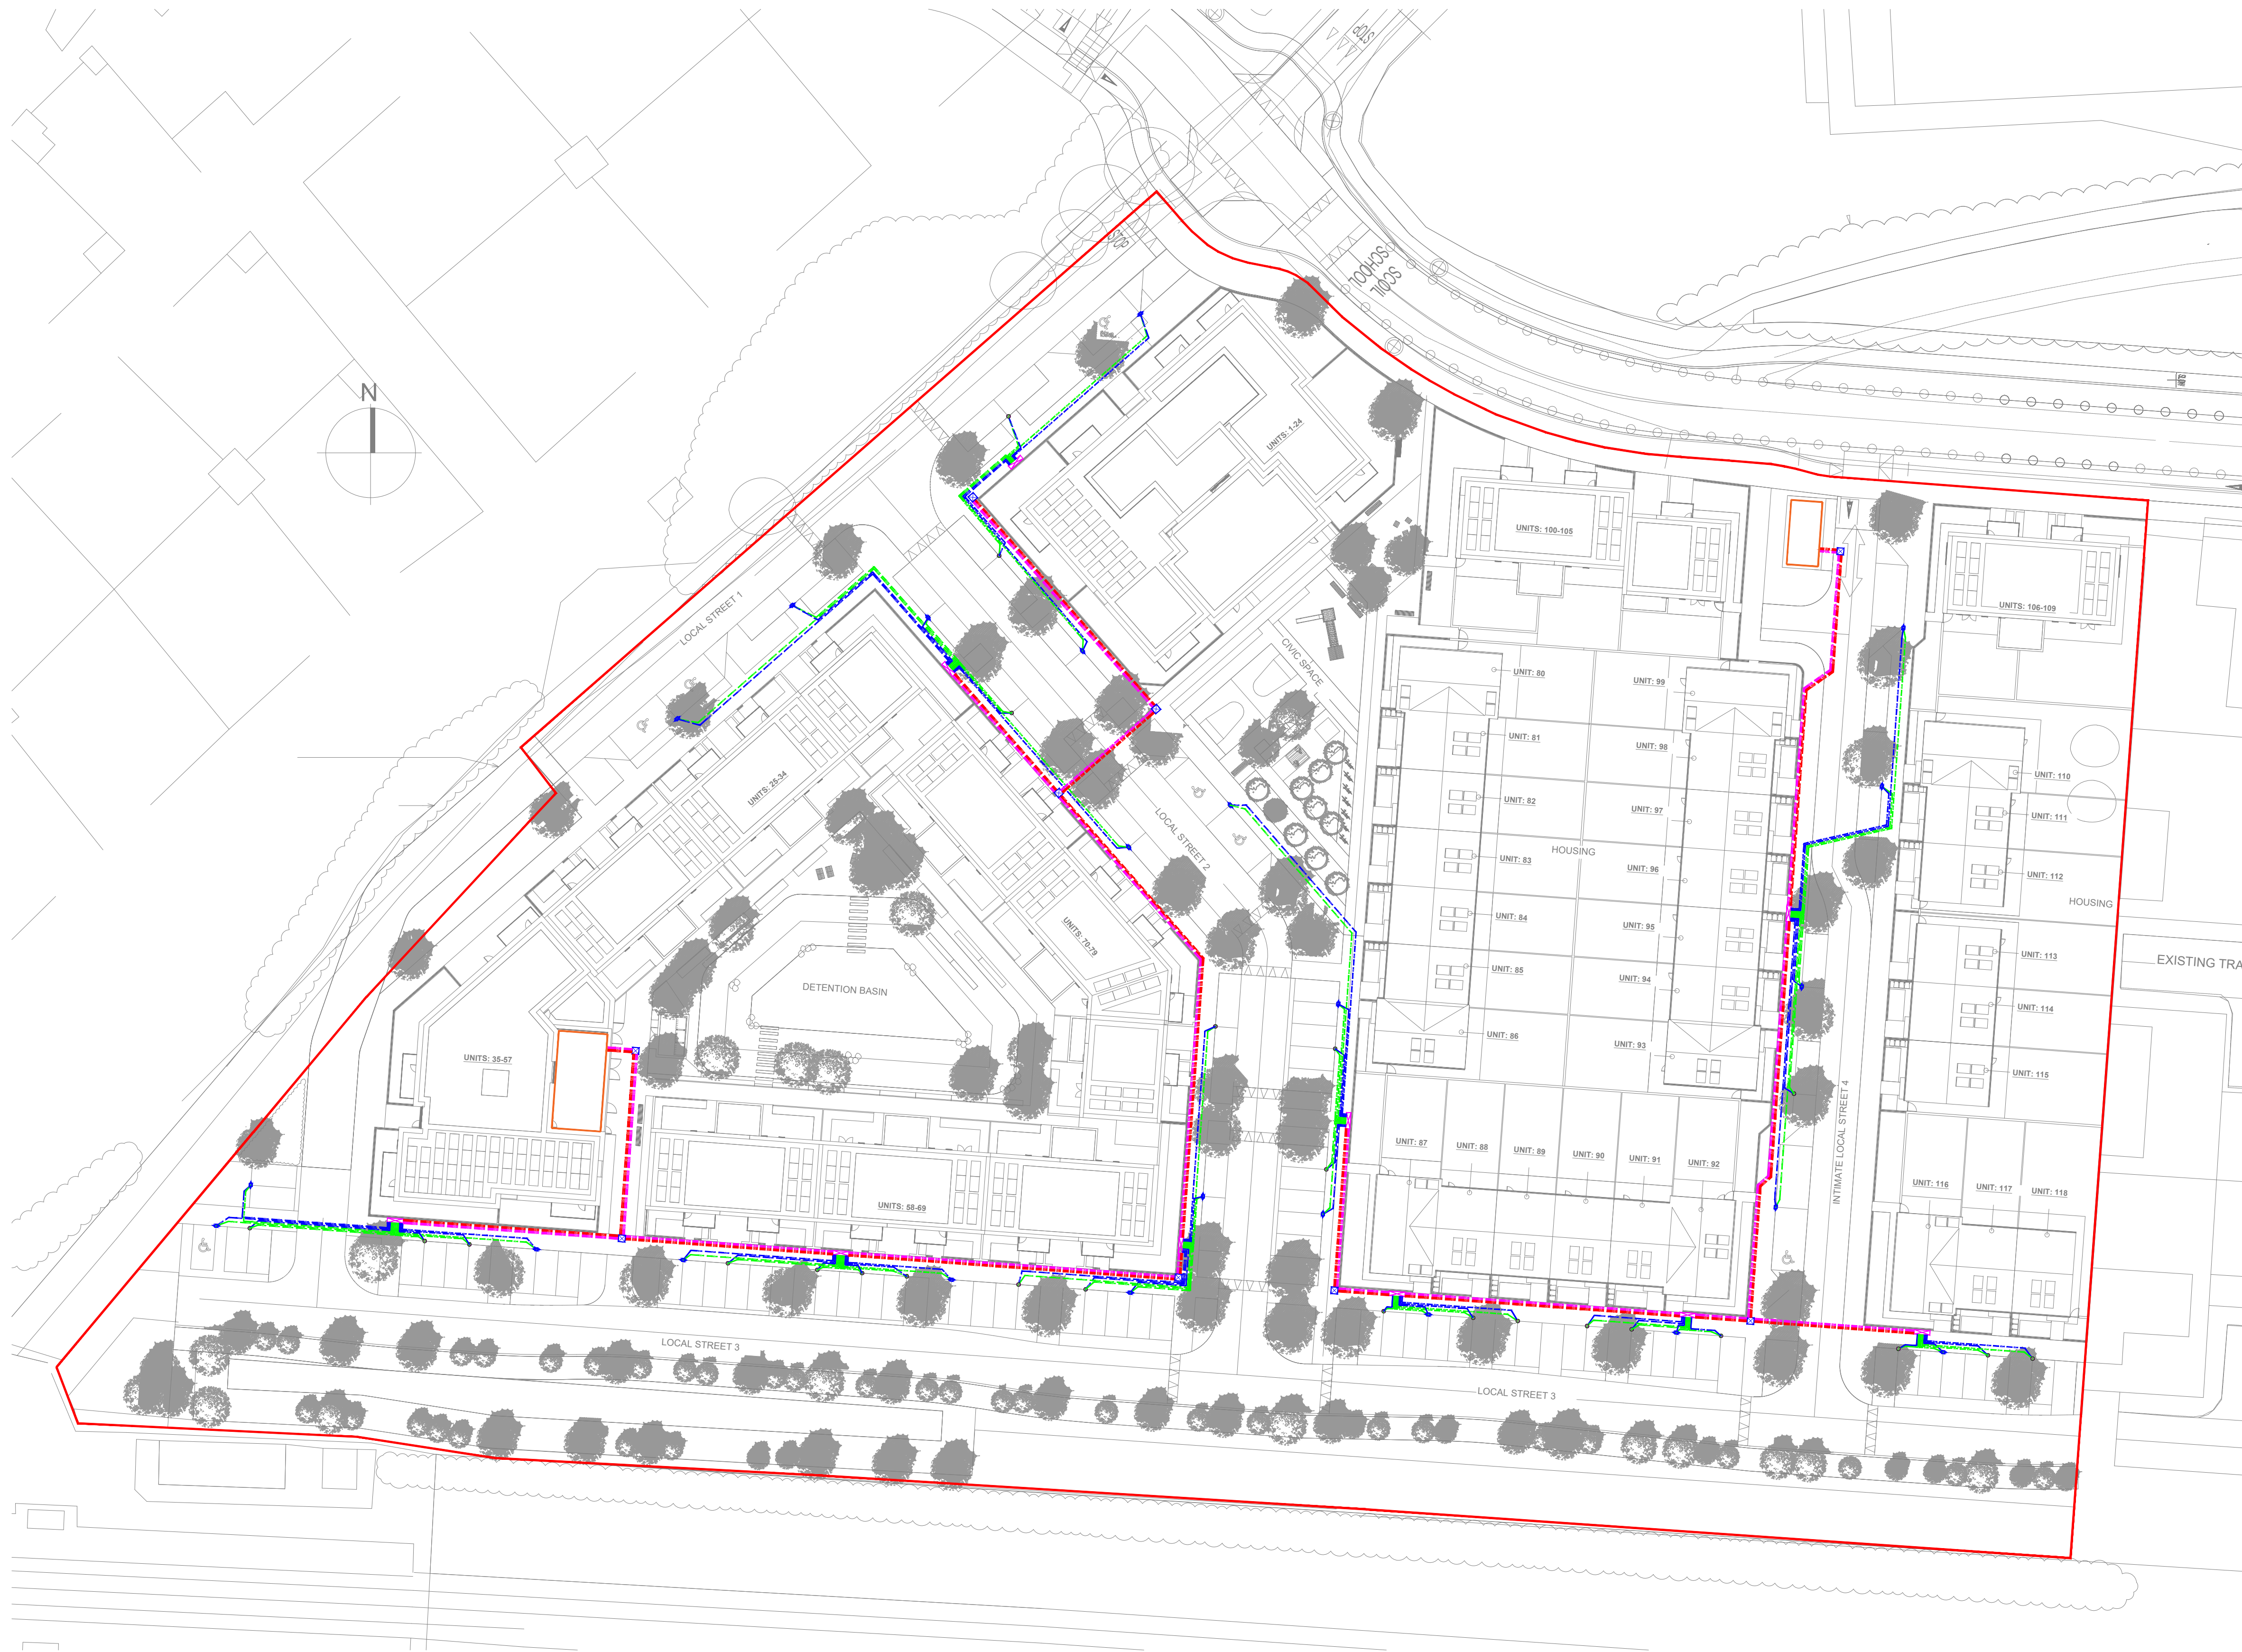 STOP
SCHOOL
SCOIL
STOP
N
UNITS: 1-24
LOCAL STREET 1
UNITS: 100-105
UNITS: 106-109
CIVIC SPACE
UNIT: 80
UNIT: 99
UNIT: 81
UNIT: 98
UNIT: 110
UNITS: 25-34
UNIT: 82
UNIT: 97
UNIT: 111
LOCAL STREET 2
HOUSING
UNIT: 83
UNIT: 96
UNIT: 112
HOUSING
UNIT: 84
UNIT: 95
UNITS: 70-79
UNIT: 113
EXISTING TRA
UNIT: 85
UNIT: 94
DETENTION BASIN
UNIT: 114
UNIT: 86
UNIT: 93
UNITS: 35-57
UNIT: 115
INTIMATE LOCAL STREET 4
UNIT: 87
UNIT: 88
UNIT: 89
UNIT: 90
UNIT: 91
UNIT: 92
UNIT: 116
UNIT: 117
UNIT: 118
UNITS: 58-69
LOCAL STREET 3
LOCAL STREET 3